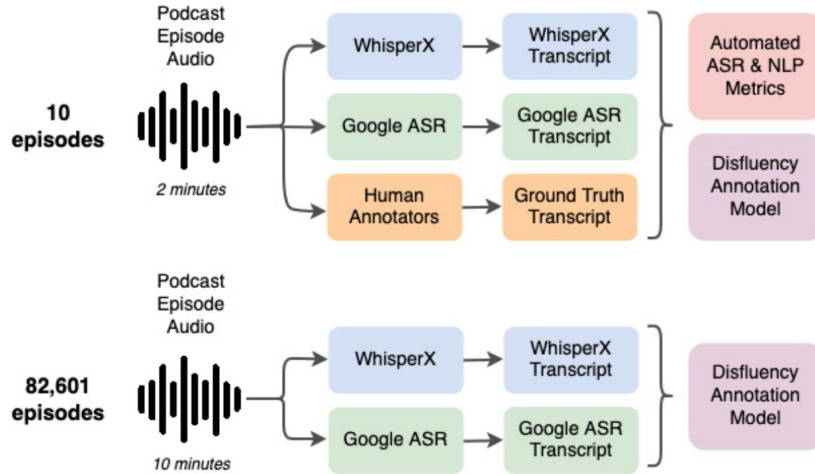 Podcast
Episode
Audio
10
episodes
2 minutes
WhisperX
WhisperX
Transcript
Google ASR
Google ASR
Transcript
Human
Annotators
Ground Truth
Transcript
Automated
ASR & NLP
Metrics
Disfluency
Annotation
Model
Podcast
Episode
Audio
82,601
episodes
10 minutes
WhisperX
WhisperX
Transcript
Google ASR
Google ASR
Transcript
Disfluency
Annotation
Model